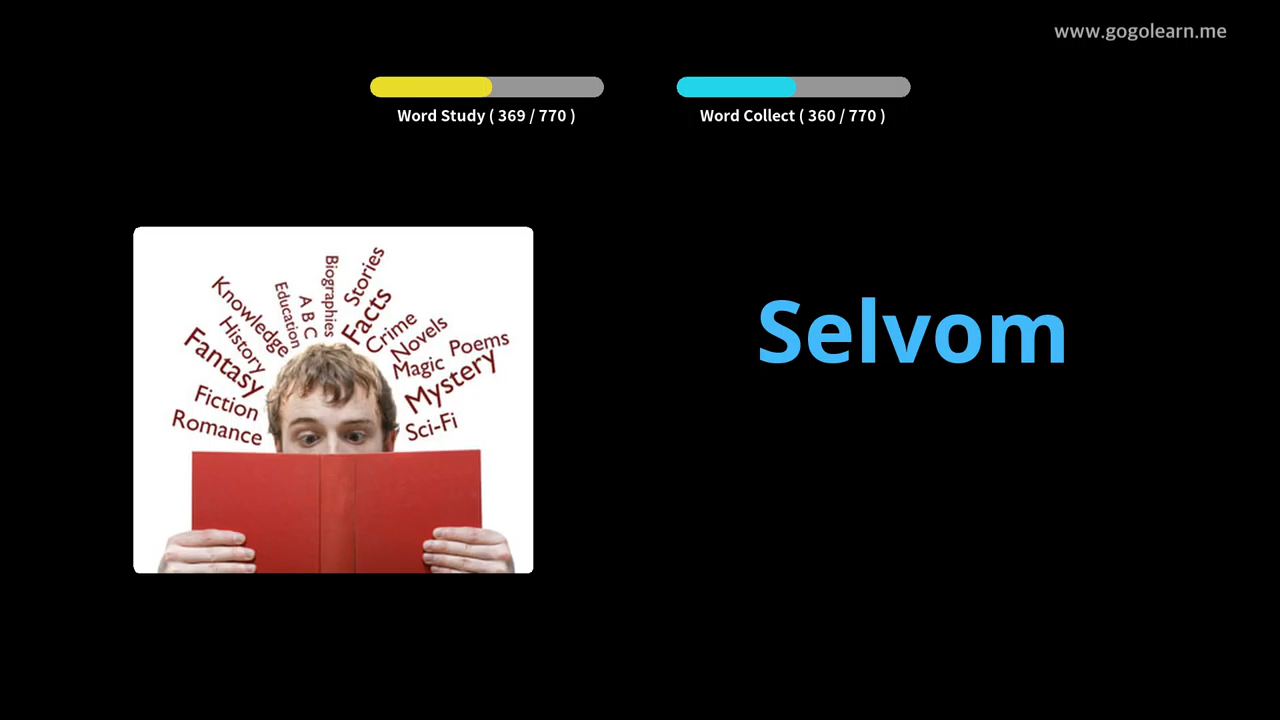 www.gogolearn.me
Word Study ( 369 / 770 )
Word Collect ( 360 / 770 )
Selvom
Stories
Biographies
Facts
A B C
Education
Knowledge
Crime
Novels
History
Poems
Fantasy
Magic
Mystery
Fiction
Romance
Sci-Fi